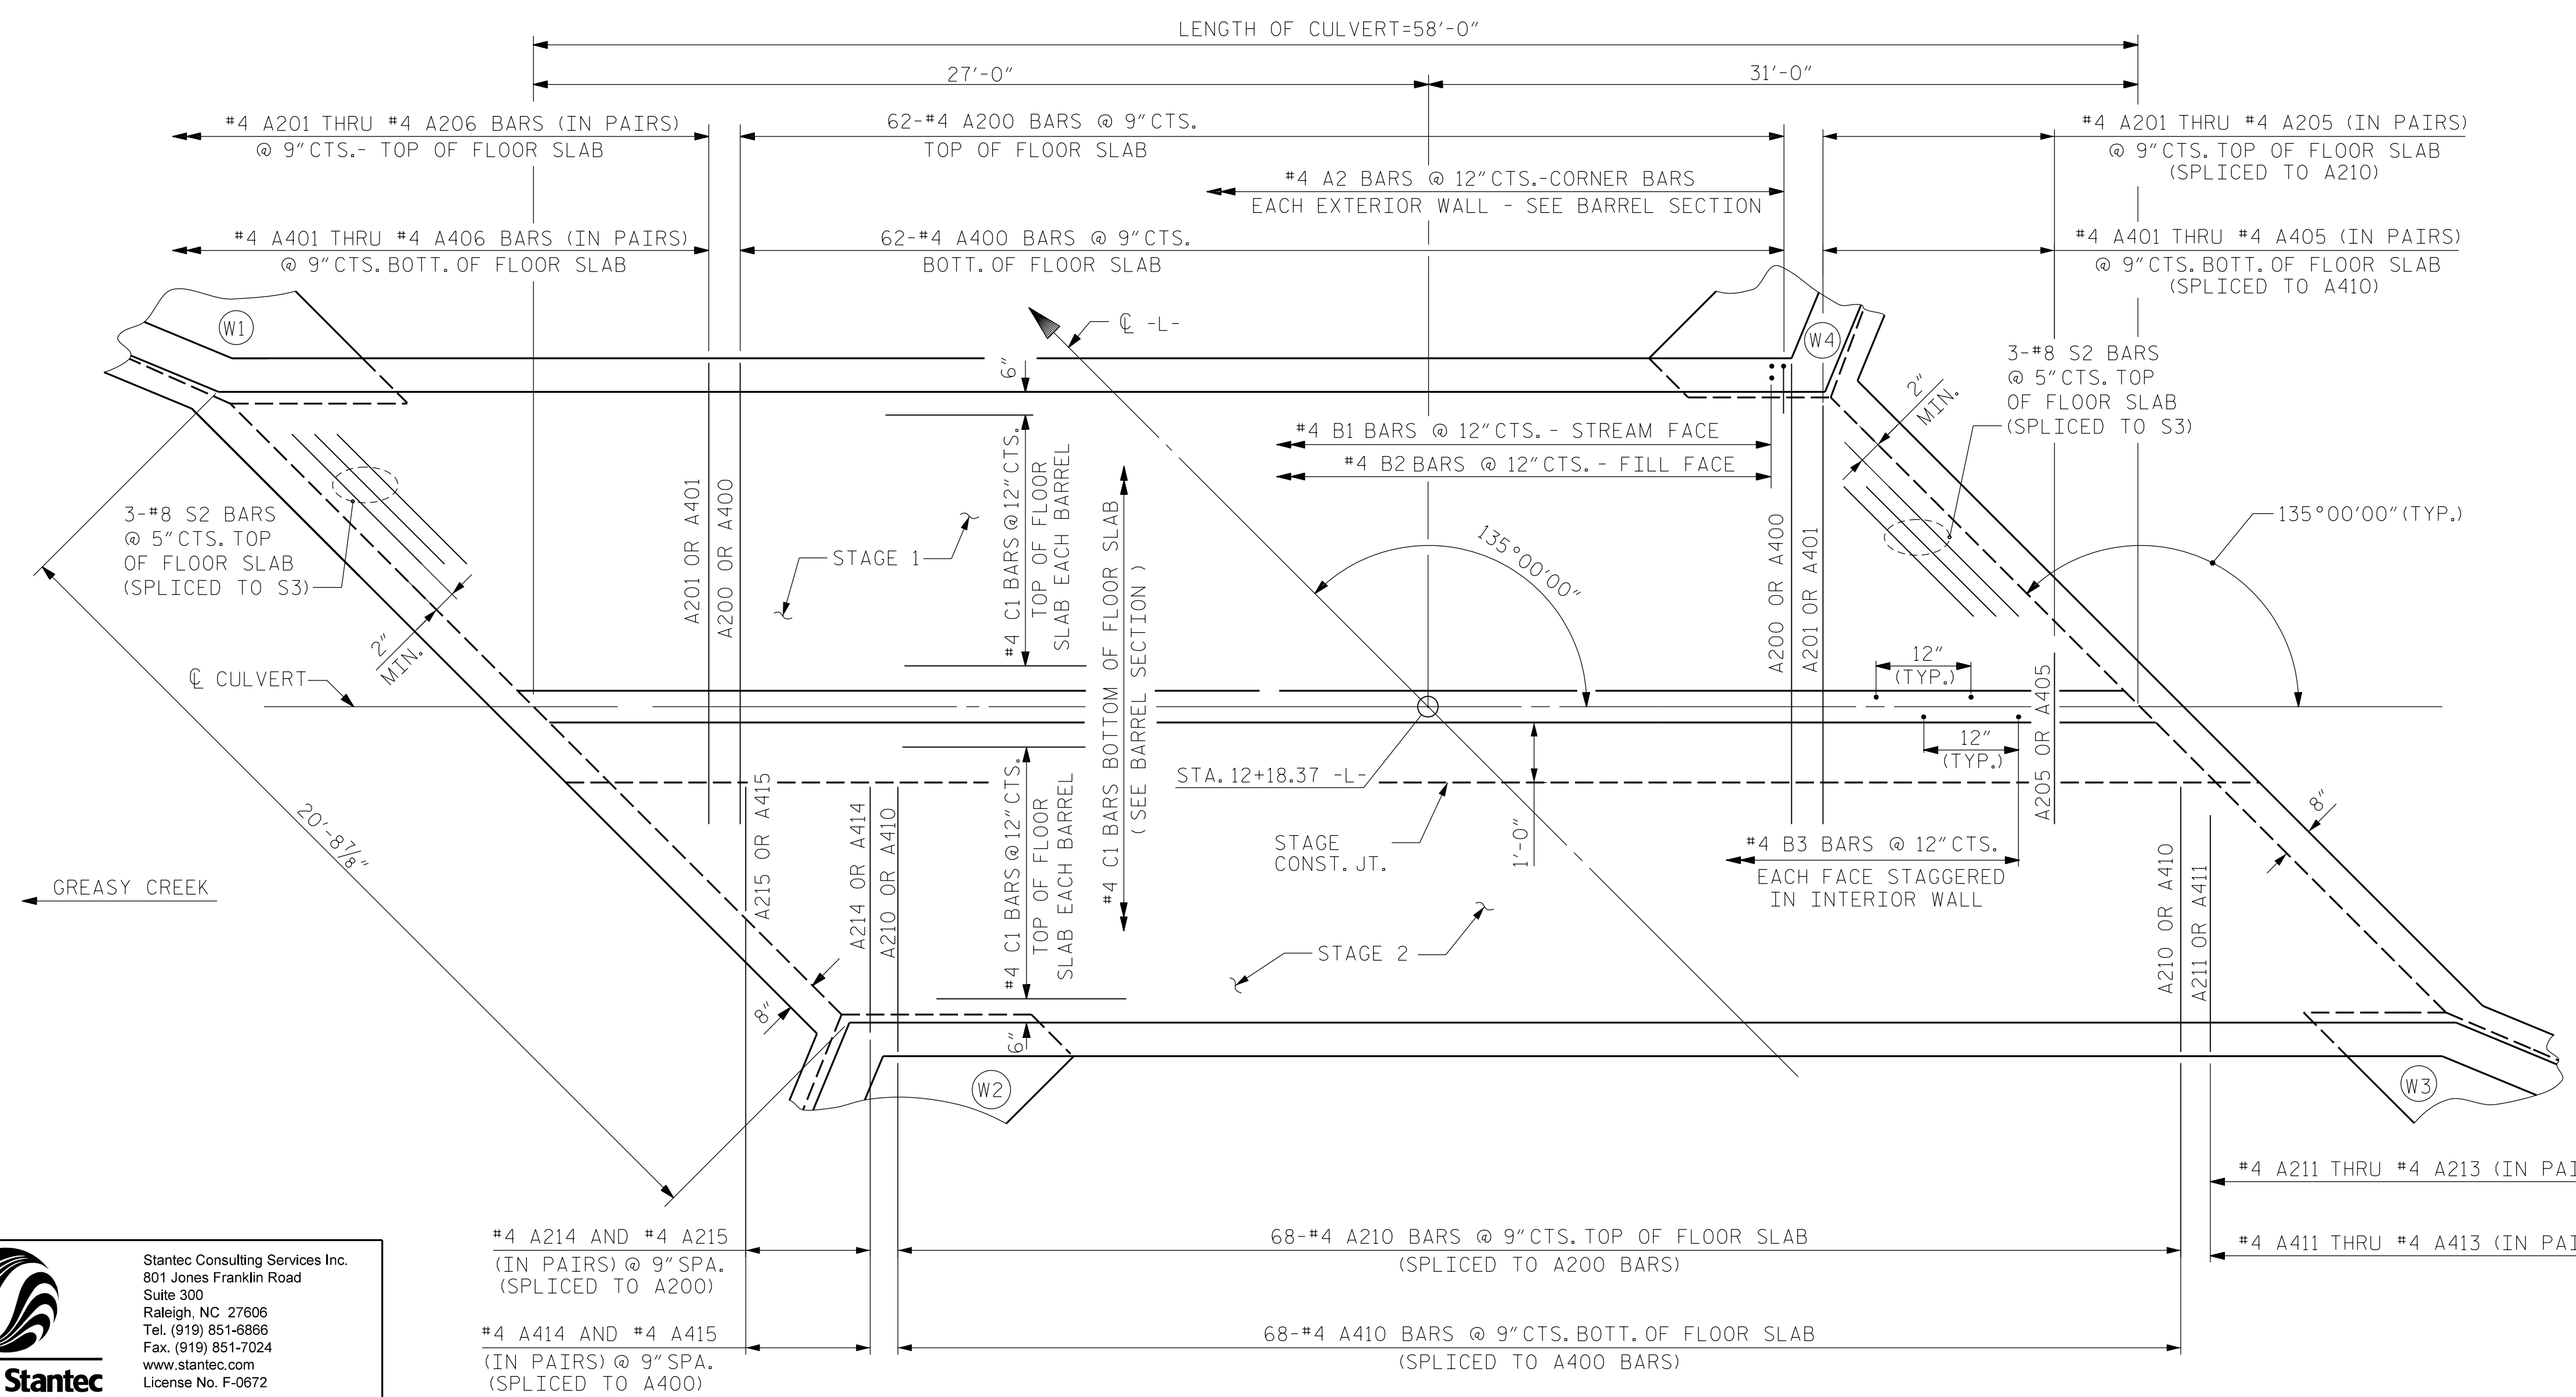 LENGTH OF CULVERT=58'-0"
27'-0"
31'-0"
#4 A201 THRU #4 A206 BARS (IN PAIRS)
@ 9"CTS.- TOP OF FLOOR SLAB
62-#4 A200 BARS @ 9"CTS.
TOP OF FLOOR SLAB
#4 A201 THRU #4 A205 (IN PAIRS)
@ 9"CTS. TOP OF FLOOR SLAB
(SPLICED TO A210)
#4 A2 BARS @ 12"CTS.-CORNER BARS
EACH EXTERIOR WALL - SEE BARREL SECTION
#4 A401 THRU #4 A406 BARS (IN PAIRS)
@ 9"CTS. BOTT. OF FLOOR SLAB
62-#4 A400 BARS @ 9"CTS.
BOTT. OF FLOOR SLAB
#4 A401 THRU #4 A405 (IN PAIRS)
@ 9"CTS. BOTT. OF FLOOR SLAB
(SPLICED TO A410)
W1
℄ -L-
W4
6"
3-#8 S2 BARS
@ 5"CTS. TOP
OF FLOOR SLAB
(SPLICED TO S3)
2"
MIN.
#4 B1 BARS @ 12"CTS. - STREAM FACE
#4 B2 BARS @ 12"CTS. - FILL FACE
#4 C1 BARS @ 12"CTS.
TOP OF FLOOR
SLAB EACH BARREL
#4 C1 BARS BOTTOM OF FLOOR SLAB
( SEE BARREL SECTION )
A201 OR A401
A200 OR A400
3-#8 S2 BARS
@ 5"CTS. TOP
OF FLOOR SLAB
(SPLICED TO S3)
STAGE 1
135°00'00"
A200 OR A400
A201 OR A401
135°00'00"(TYP.)
2"
MIN.
℄ CULVERT
12"
(TYP.)
12"
(TYP.)
A205 OR A405
STA. 12+18.37 -L-
20'-8⅞"
GREASY CREEK
A215 OR A415
A214 OR A414
A210 OR A410
#4 C1 BARS @ 12"CTS.
TOP OF FLOOR
SLAB EACH BARREL
STAGE
CONST. JT.
1'-0"
#4 B3 BARS @ 12"CTS.
EACH FACE STAGGERED
IN INTERIOR WALL
8"
A210 OR A410
A211 OR A411
STAGE 2
8"
6"
W2
W3
#4 A211 THRU #4 A213 (IN PAI
#4 A214 AND #4 A215
(IN PAIRS) @ 9"SPA.
(SPLICED TO A200)
68-#4 A210 BARS @ 9"CTS. TOP OF FLOOR SLAB
(SPLICED TO A200 BARS)
#4 A411 THRU #4 A413 (IN PAI
#4 A414 AND #4 A415
(IN PAIRS) @ 9"SPA.
(SPLICED TO A400)
68-#4 A410 BARS @ 9"CTS. BOTT. OF FLOOR SLAB
(SPLICED TO A400 BARS)
Stantec Consulting Services Inc.
801 Jones Franklin Road
Suite 300
Raleigh, NC 27606
Tel. (919) 851-6866
Fax. (919) 851-7024
www.stantec.com
License No. F-0672
Stantec